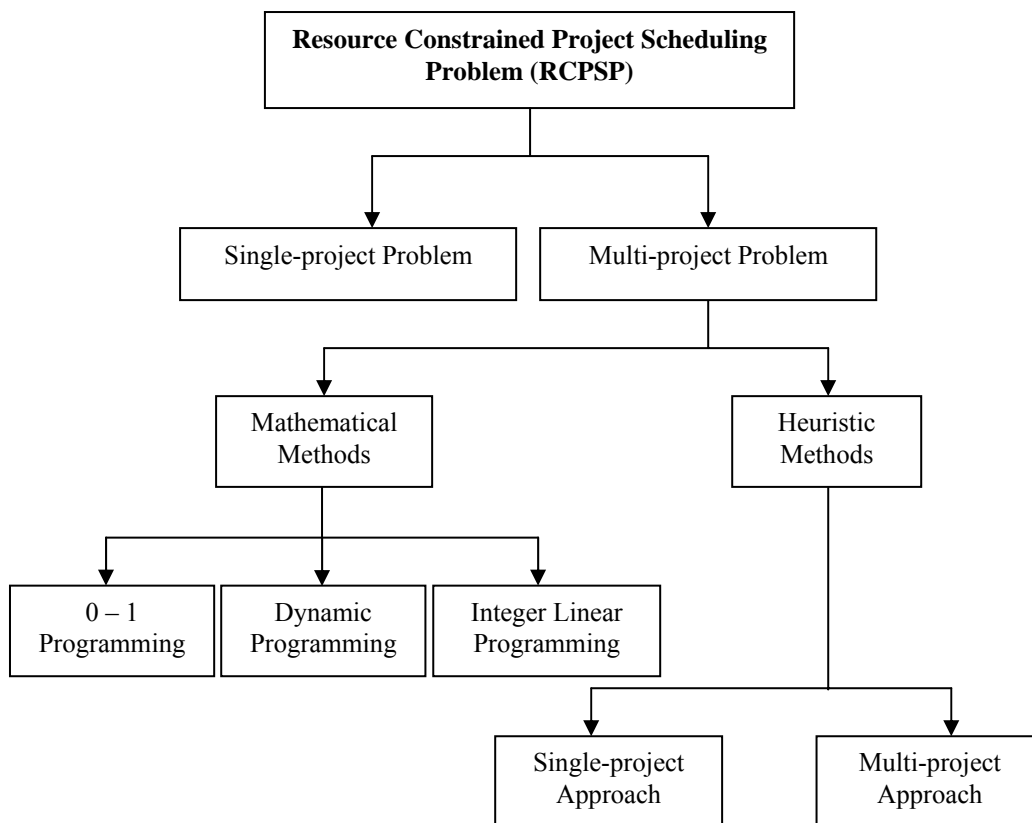 Resource Constrained Project Scheduling
Problem (RCPSP)
Single-project Problem
Multi-project Problem
Mathematical
Methods
Heuristic
Methods
0 – 1
Programming
Dynamic
Programming
Integer Linear
Programming
Single-project
Approach
Multi-project
Approach